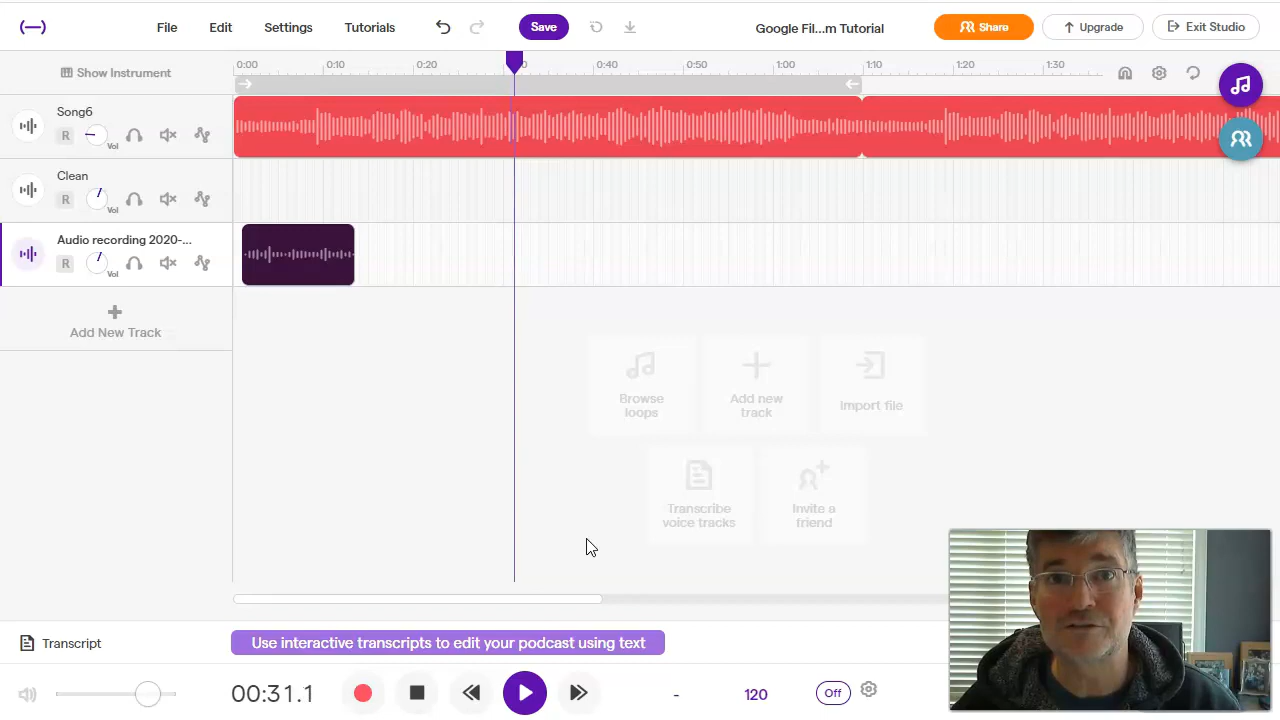 File Edit Settings Tutorials Save Google Fil....m Tutorial Share Upgrade Exit Studio
Show Instrument
0:00 0:10 0:20 0:40 0:50 1:00 1:10 1:20 1:30
Song6
R Vol
Clean
R Vol
Audio recording 2020-...
R Vol
Add New Track
Browse
loops
Add new
track
Import file
Transcribe
voice tracks
Invite a
friend
Transcript Use interactive transcripts to edit your podcast using text
00:31.1 - 120 Off